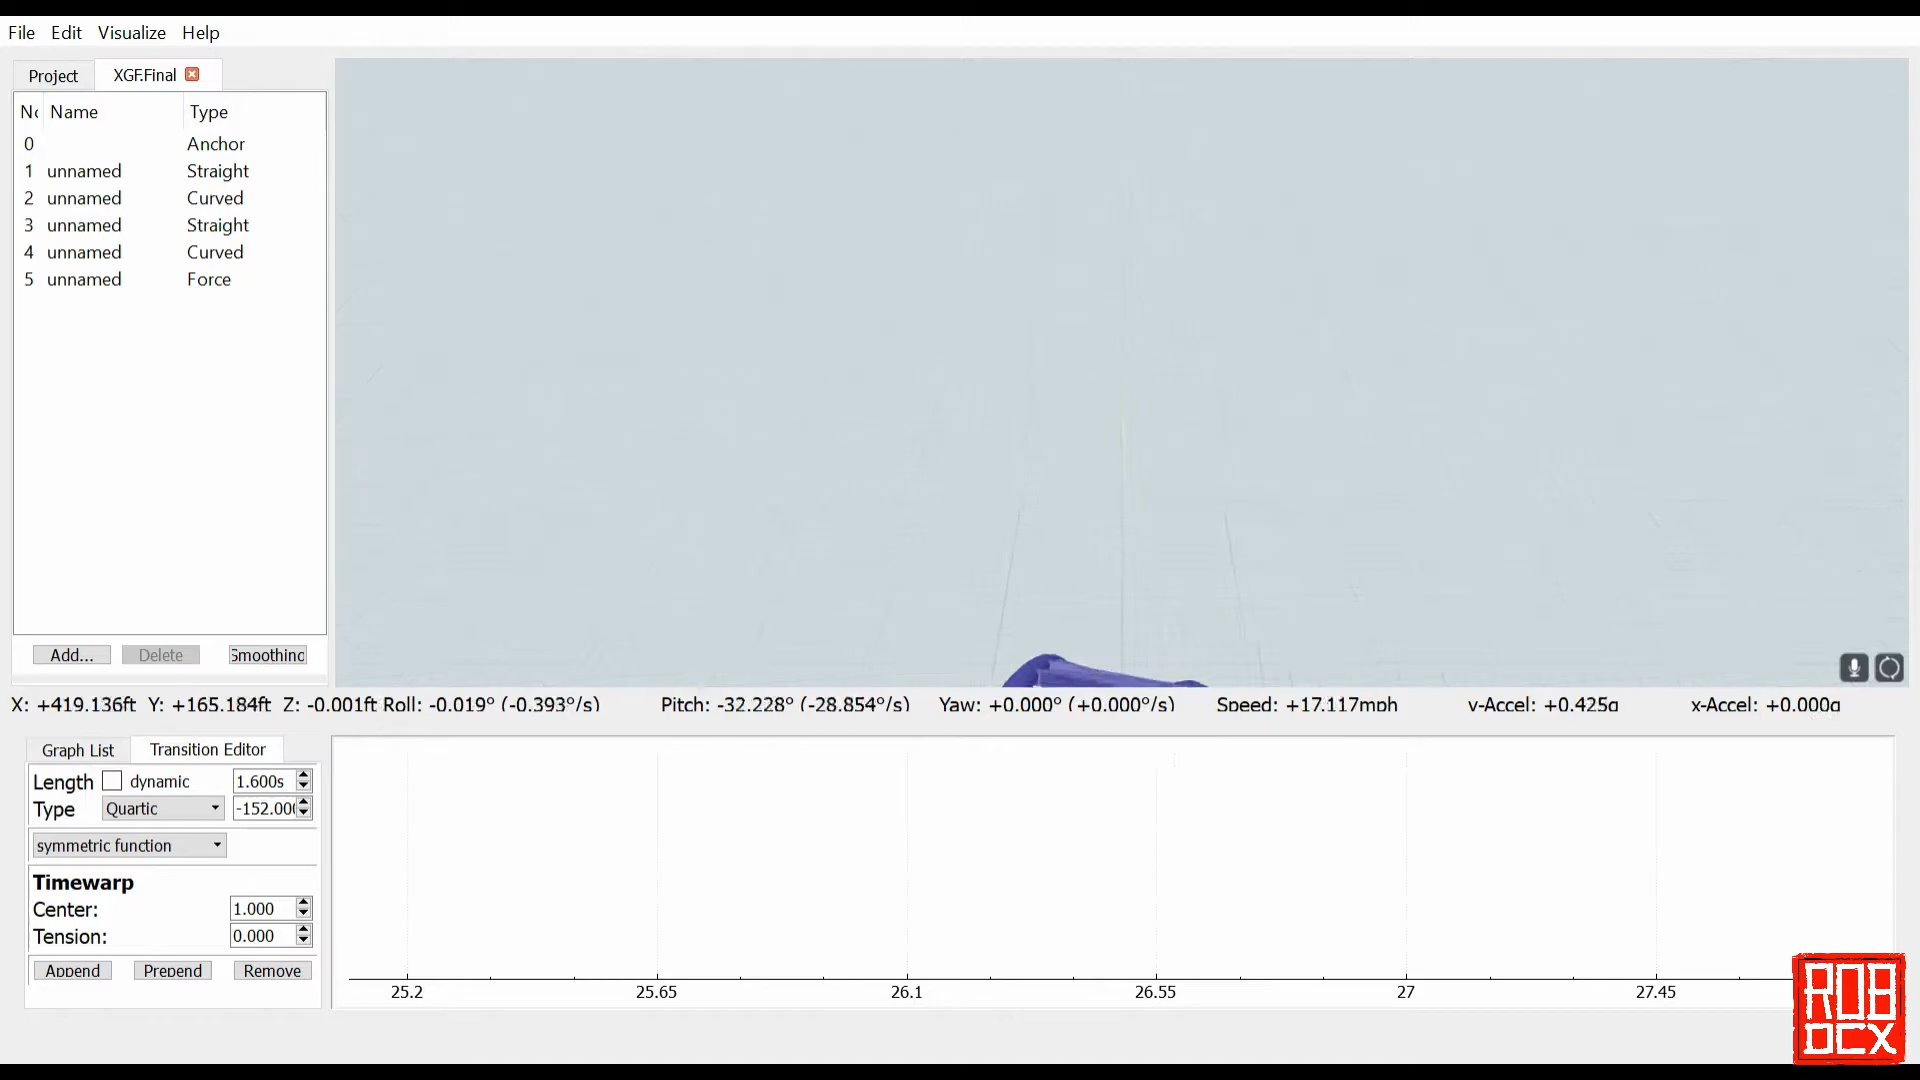 File Edit Visualize Help
Project XGF.Final
Nc Name Type
0 Anchor
1 unnamed Straight
2 unnamed Curved
3 unnamed Straight
4 unnamed Curved
5 unnamed Force
Add... Delete Smoothing
X: +419.136ft Y: +165.184ft Z: -0.001ft Roll: -0.019° (-0.393°/s) Pitch: -32.228° (-28.854°/s) Yaw: +0.000° (+0.000°/s) Speed: +17.117mph y-Accel: +0.425g x-Accel: +0.000g
Graph List Transition Editor
Length dynamic 1.600s
Type Quartic -152.000
symmetric function
Timewarp
Center: 1.000
Tension: 0.000
Append Prepend Remove
25.2 25.65 26.1 26.55 27 27.45